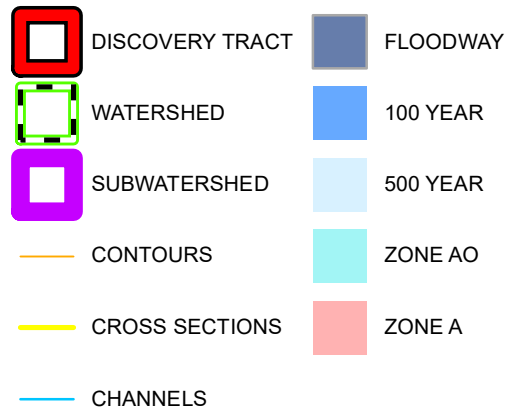 DISCOVERY TRACT
WATERSHED
SUBWATERSHED
CONTOURS
CROSS SECTIONS
CHANNELS
FLOODWAY
100 YEAR
500 YEAR
ZONE AO
ZONE A